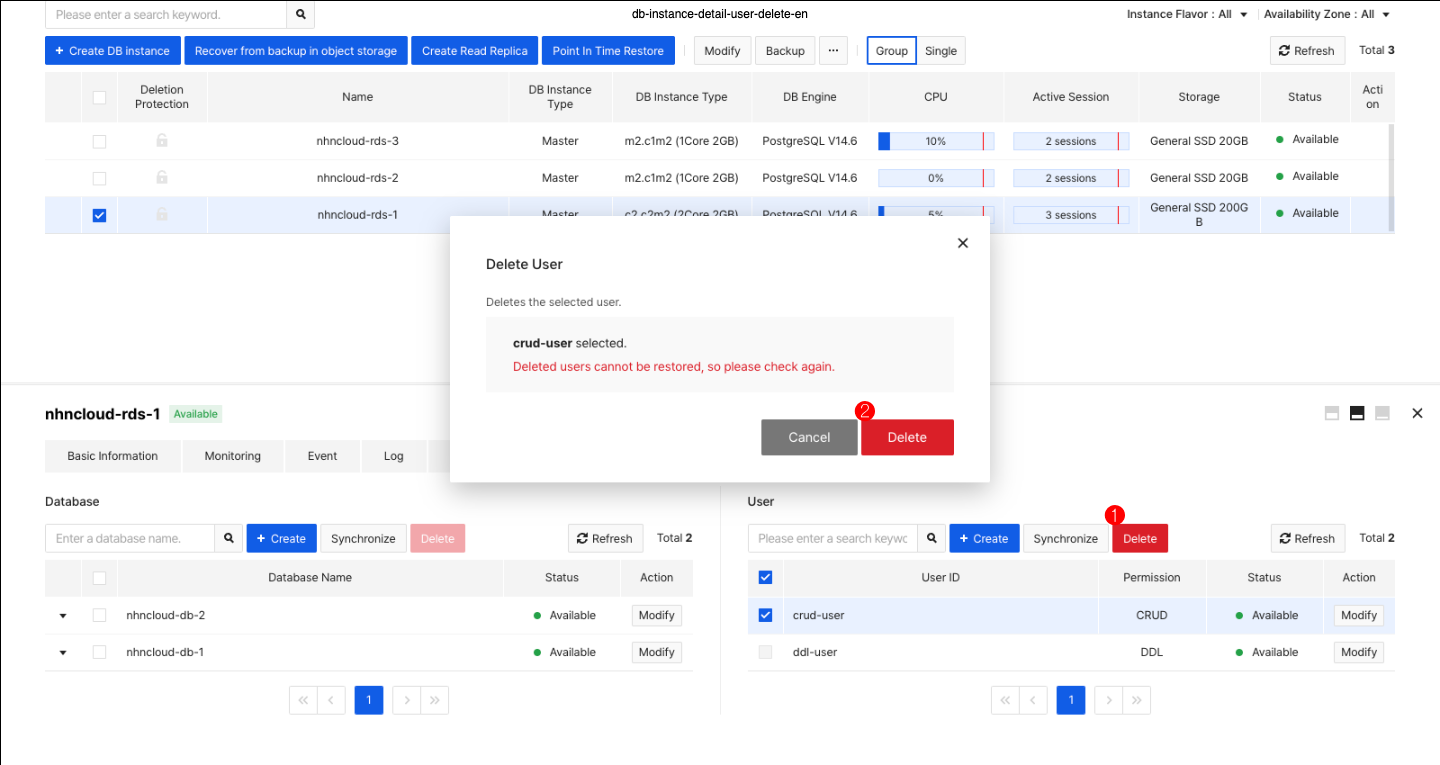 Please enter a search keyword.
db-instance-detail-user-delete-en
Instance Flavor : All
Availability Zone : All
+ Create DB instance
Recover from backup in object storage
Create Read Replica
Point In Time Restore
Modify
Backup
...
Group
Single
Refresh
Total 3
Deletion Protection
Name
DB Instance Type
DB Instance Type
DB Engine
CPU
Active Session
Storage
Status
Action
nhncloud-rds-3
Master
m2.c1m2 (1Core 2GB)
PostgreSQL V14.6
10%
2 sessions
General SSD 20GB
Available
nhncloud-rds-2
Master
m2.c1m2 (1Core 2GB)
PostgreSQL V14.6
0%
2 sessions
General SSD 20GB
Available
nhncloud-rds-1
Master
c2.c2m2 (2Core 2GB)
PostgreSQL V14.6
5%
3 sessions
General SSD 200GB
Available
Delete User
Deletes the selected user.
crud-user selected.
Deleted users cannot be restored, so please check again.
2
Cancel
Delete
nhncloud-rds-1
Available
Basic Information
Monitoring
Event
Log
Database
Enter a database name.
+ Create
Synchronize
Delete
Refresh
Total 2
Database Name
Status
Action
nhncloud-db-2
Available
Modify
nhncloud-db-1
Available
Modify
1
User
1
Please enter a search keywo
+ Create
Synchronize
Delete
Refresh
Total 2
User ID
Permission
Status
Action
crud-user
CRUD
Available
Modify
ddl-user
DDL
Available
Modify
1